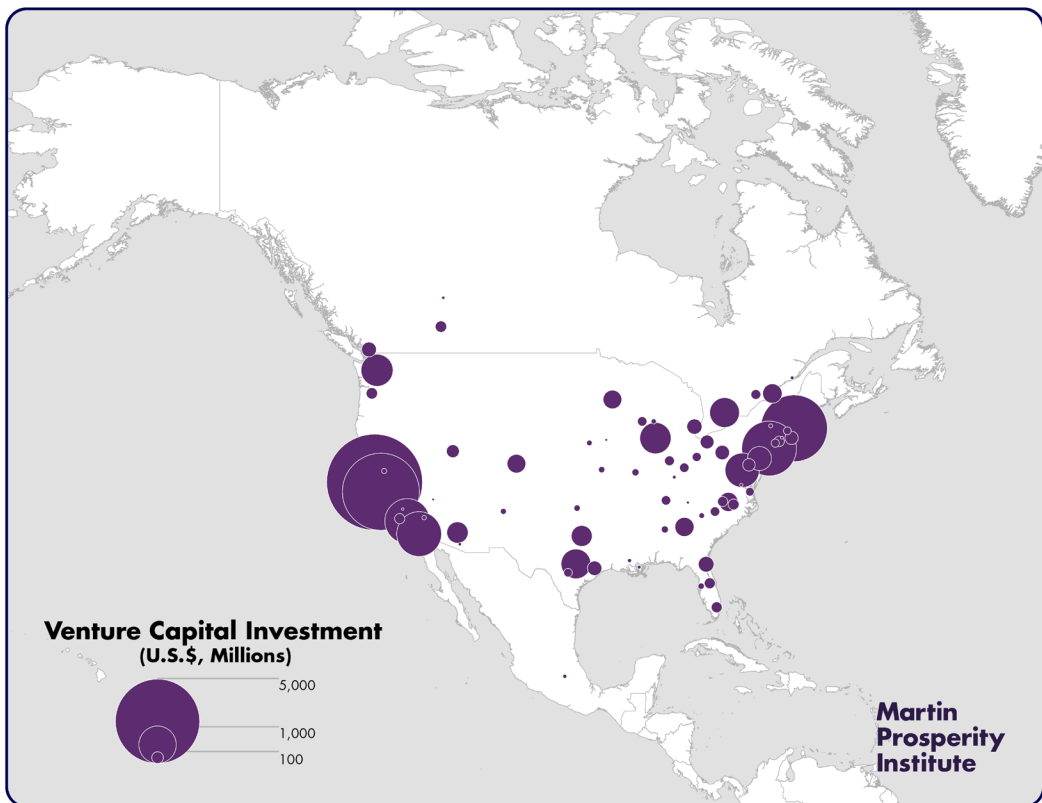 Venture Capital Investment
(U.S.$, Millions)
5,000
1,000
100
Martin
Prosperity
Institute